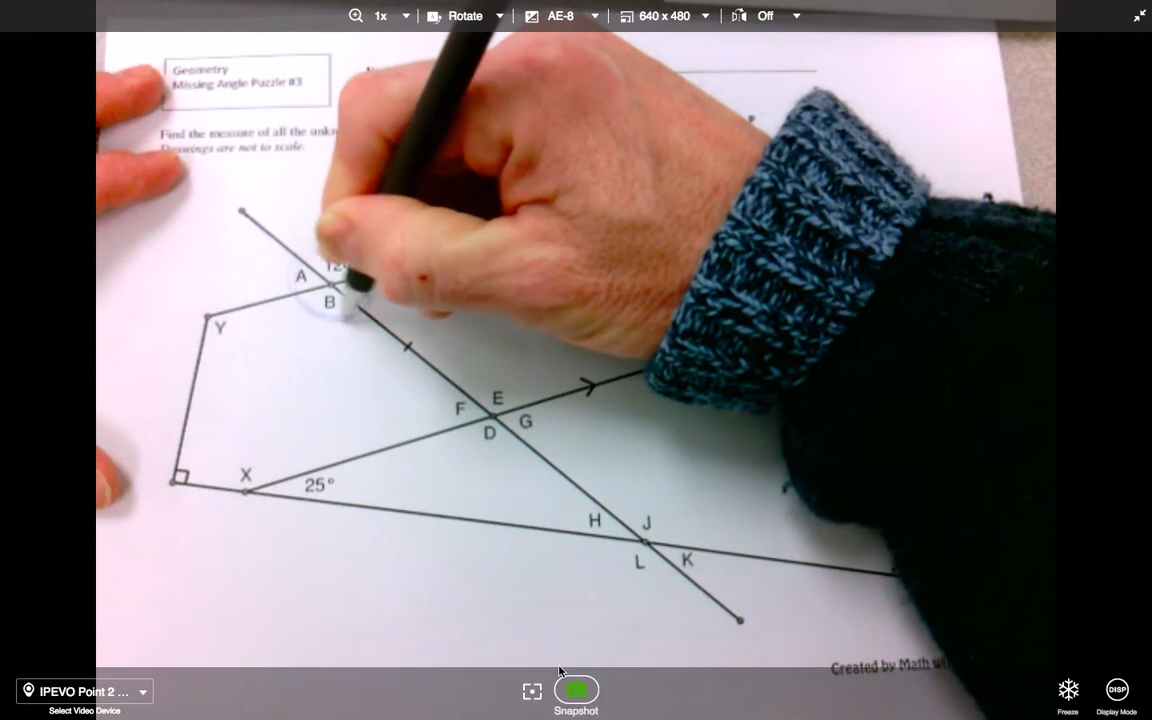 1x Rotate AE-8 640 x 480 Off
Geometry
Missing Angle Puzzle #3
Find the measure of all the
Drawings are not to scale.
A
B
Y
E
F
G
D
X
25°
H
J
L
K
Created by Math
IPEVO Point 2 ...
Select Video Device
Snapshot
Freeze
DISP
Display Mode